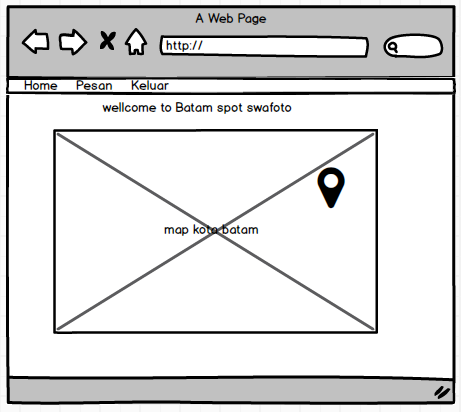 A Web Page
http://
Home Pesan Keluar
wellcome to Batam spot swafoto
map kota batam